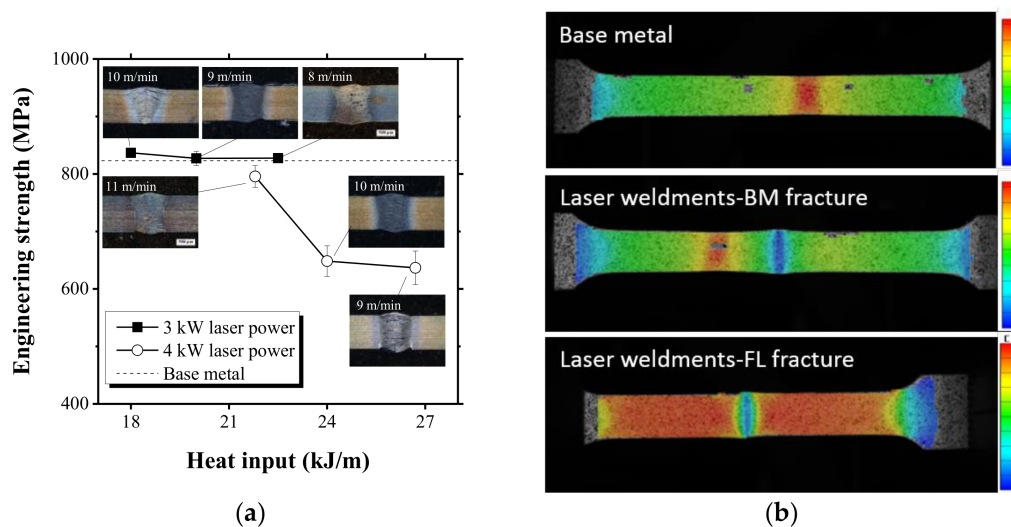 1000
800
600
400
Engineering strength (MPa)
10 m/min
9 m/min
8 m/min
11 m/min
10 m/min
9 m/min
3 kW laser power
4 kW laser power
Base metal
18
21
24
27
Heat input (kJ/m)
(a)
Base metal
Laser weldments-BM fracture
Laser weldments-FL fracture
(b)